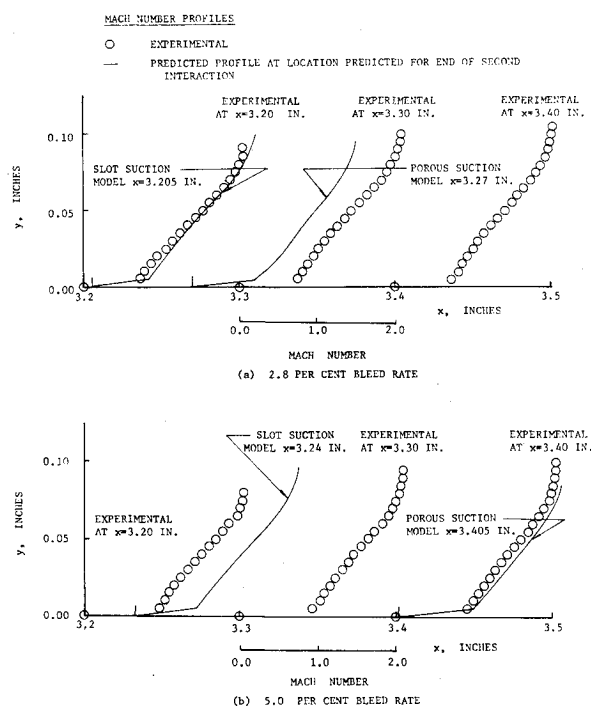 MACH NUMBER PROFILES
EXPERIMENTAL
PREDICTED PROFILE AT LOCATION PREDICTED FOR END OF SECOND
INTERACTION
EXPERIMENTAL
AT x=3.20 IN.
EXPERIMENTAL
AT x=3.30 IN.
EXPERIMENTAL
AT x=3.40 IN.
SLOT SUCTION
MODEL x=3.205 IN.
POROUS SUCTION
MODEL x=3.27 IN.
y, INCHES
0.10
0.05
0.00
3.2
3.3
3.4
3.5
x, INCHES
0.0
1.0
2.0
MACH NUMBER
(a) 2.8 PER CENT BLEED RATE
SLOT SUCTION
MODEL x=3.24 IN.
EXPERIMENTAL
AT x=3.30 IN.
EXPERIMENTAL
AT x=3.40 IN.
EXPERIMENTAL
AT x=3.20 IN.
POROUS SUCTION
MODEL x=3.405 IN.
y, INCHES
0.10
0.05
0.00
3.2
3.3
3.4
3.5
x, INCHES
0.0
1.0
2.0
MACH NUMBER
(b) 5.0 PER CENT BLEED RATE